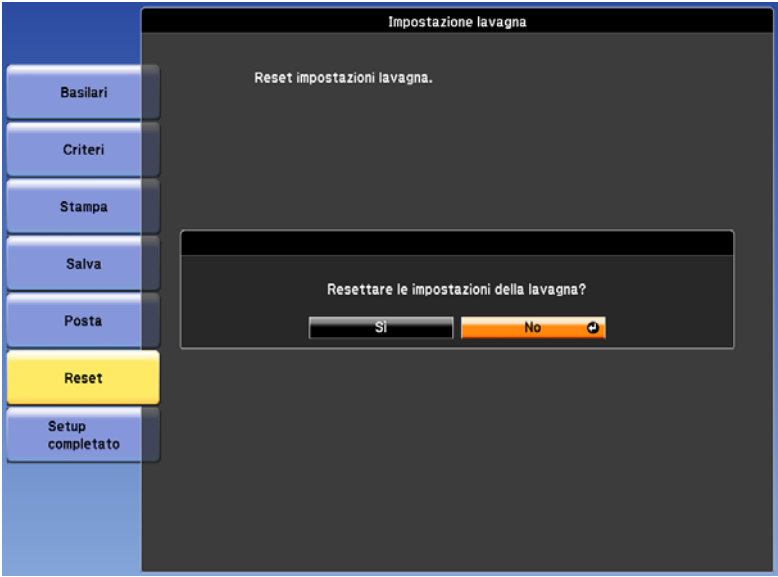 Impostazione lavagna
Reset impostazioni lavagna.
Basilari
Criteri
Stampa
Salva
Posta
Reset
Setup
completato
Resettare le impostazioni della lavagna?
Sì
No